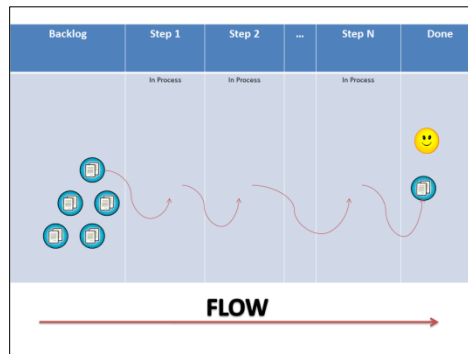 Backlog Step 1 Step 2 ... Step N Done
In Process In Process In Process
FLOW